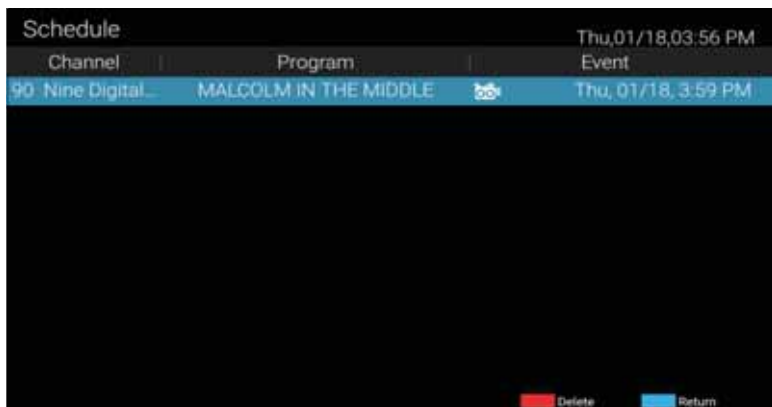 Schedule
Thu,01/18,03:56 PM
Channel Program Event
90 Nine Digital... MALCOLM IN THE MIDDLE Thu, 01/18, 3:59 PM
Delete Return